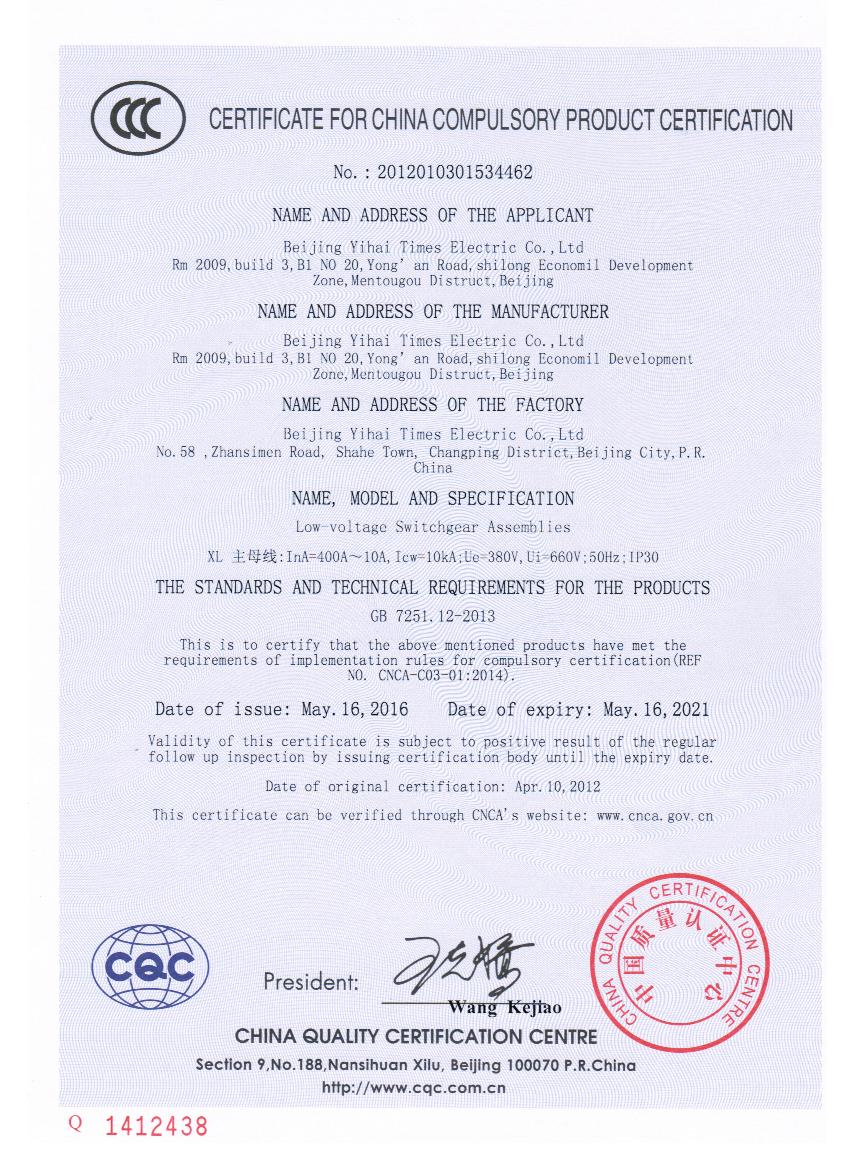 CCC
CERTIFICATE FOR CHINA COMPULSORY PRODUCT CERTIFICATION
No. : 2012010301534462
NAME AND ADDRESS OF THE APPLICANT
Beijing Yihai Times Electric Co.,Ltd
Rm 2009,build 3,B1 NO 20,Yong' an Road,shilong Economil Development
Zone,Mentougou Distruct,Beijing
NAME AND ADDRESS OF THE MANUFACTURER
Beijing Yihai Times Electric Co.,Ltd
Rm 2009,build 3,B1 NO 20,Yong' an Road,shilong Economil Development
Zone,Mentougou Distruct,Beijing
NAME AND ADDRESS OF THE FACTORY
Beijing Yihai Times Electric Co.,Ltd
No.58 ,Zhansimen Road, Shahe Town, Changping District,Beijing City,P.R.
China
NAME, MODEL AND SPECIFICATION
Low-voltage Switchgear Assemblies
XL 主母线:InA=400A～10A,Icw=10kA;Ue=380V,Ui=660V;50Hz;IP30
THE STANDARDS AND TECHNICAL REQUIREMENTS FOR THE PRODUCTS
GB 7251.12-2013
This is to certify that the above mentioned products have met the
requirements of implementation rules for compulsory certification(REF
NO. CNCA-C03-01:2014).
Date of issue: May.16,2016 Date of expiry: May.16,2021
Validity of this certificate is subject to positive result of the regular
follow up inspection by issuing certification body until the expiry date.
Date of original certification: Apr.10,2012
This certificate can be verified through CNCA's website: www.cnca.gov.cn
CHINA QUALITY CERTIFICATION CENTRE
中国质量认证中心
CQC
President:
王克娇
Wang Kejiao
CHINA QUALITY CERTIFICATION CENTRE
Section 9,No.188,Nansihuan Xilu, Beijing 100070 P.R.China
http://www.cqc.com.cn
Q 1412438